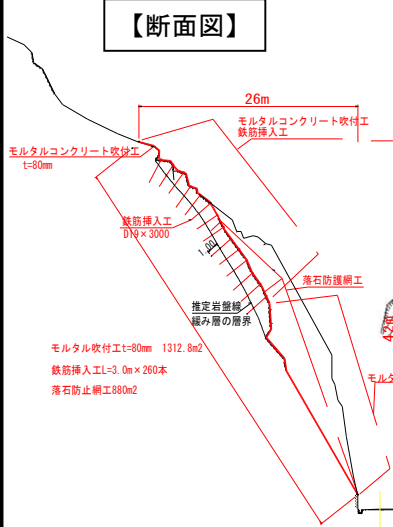 【断面図】
26m
モルタルコンクリート吹付工
鉄筋挿入工
モルタルコンクリート吹付工
t=80mm
鉄筋挿入工
D19×3000
1.00
落石防護網工
推定岩盤線
緩み層の層界
42m
モルタル吹付工t=80mm 1312.8m2
鉄筋挿入工L=3.0m×260本
落石防止網工880m2
モルタ